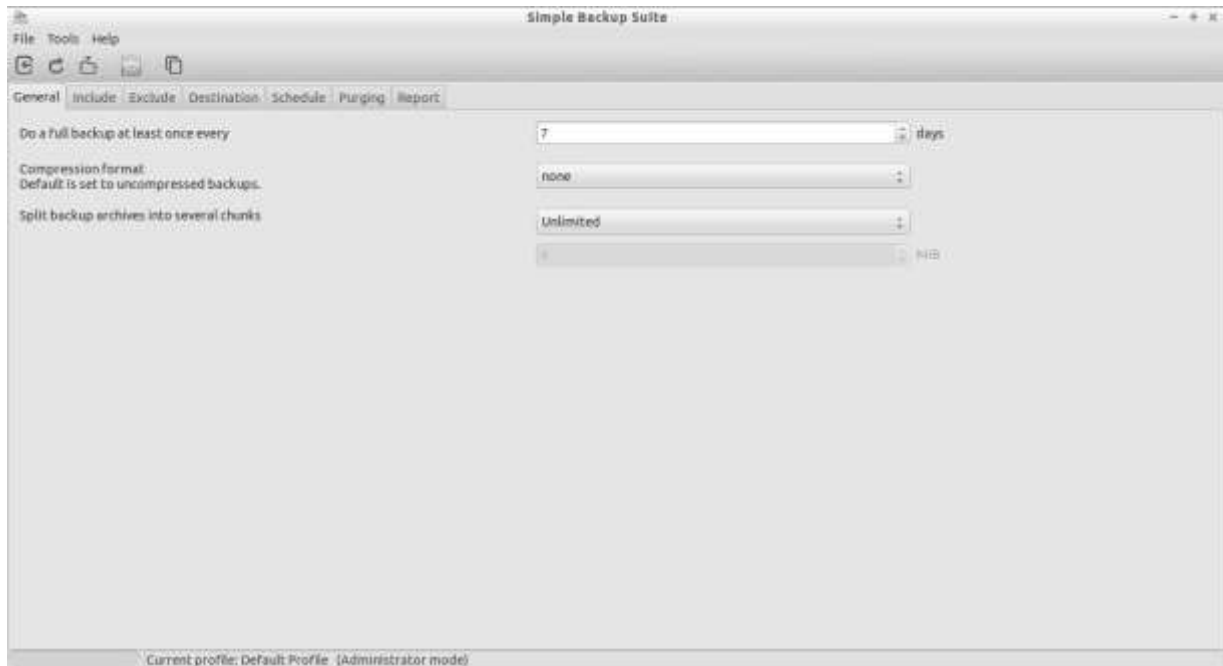 Simple Backup Suite
File Tools Help
General Include Exclude Destination Schedule Purging Report
Do a full backup at least once every 7 days
Compression format
Default is set to uncompressed backups. none
Split backup archives into several chunks Unlimited
MiB
Current profile: Default Profile (Administrator mode)